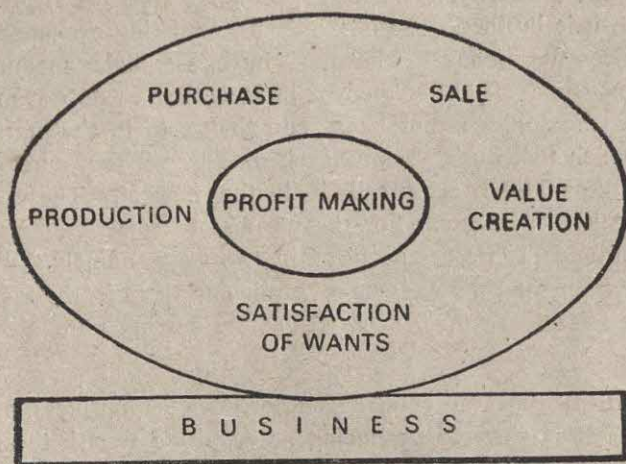 PURCHASE
SALE
PRODUCTION
PROFIT MAKING
VALUE
CREATION
SATISFACTION
OF WANTS
BUSINESS